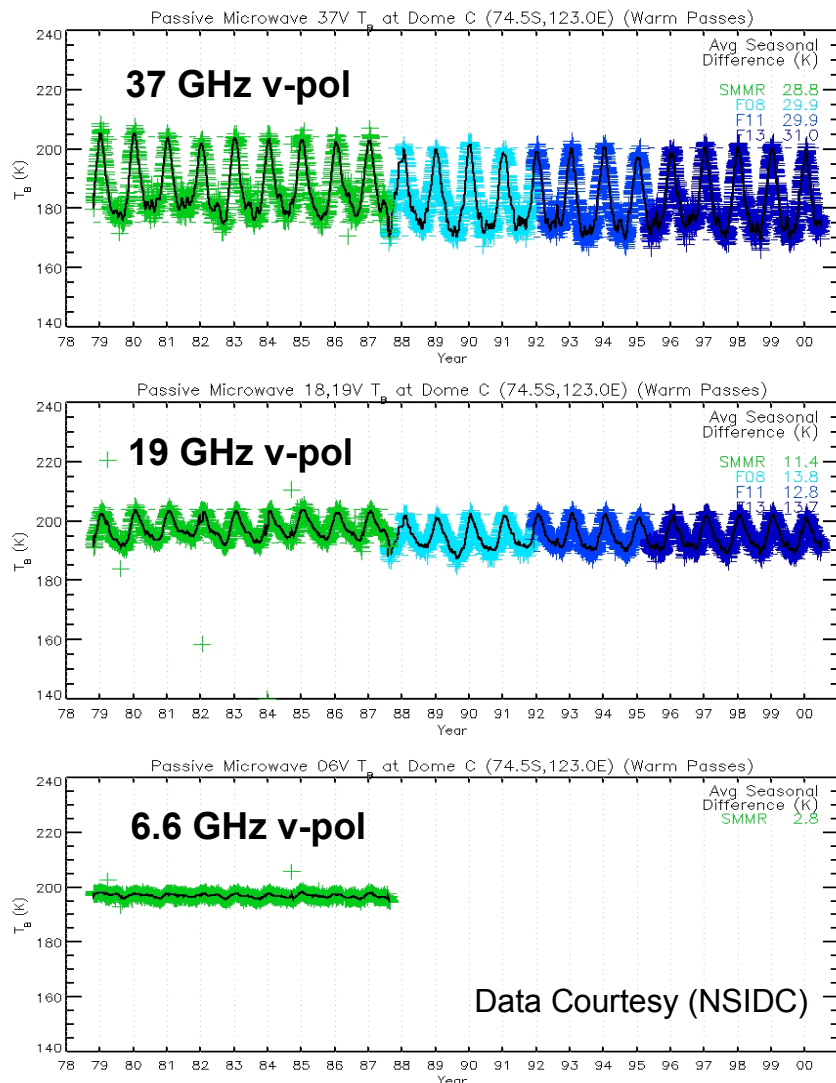 Passive Microwave 37V T_B at Dome C (74.5S,123.0E) (Warm Passes)
37 GHz v-pol
Avg Seasonal
Difference (K)
SMMR 28.8
F08 29.9
F11 29.9
F13 31.0
T_B (K)
240
220
200
180
160
140
78 79 80 81 82 83 84 85 86 87 88 89 90 91 92 93 94 95 96 97 98 99 00
Year
Passive Microwave 18,19V T_B at Dome C (74.5S,123.0E) (Warm Passes)
19 GHz v-pol
Avg Seasonal
Difference (K)
SMMR 11.4
F08 13.8
F11 12.8
F13 13.7
T_B (K)
240
220
200
180
160
140
78 79 80 81 82 83 84 85 86 87 88 89 90 91 92 93 94 95 96 97 98 99 00
Year
Passive Microwave 06V T_B at Dome C (74.5S,123.0E) (Warm Passes)
6.6 GHz v-pol
Avg Seasonal
Difference (K)
SMMR 2.8
T_B (K)
240
220
200
180
160
140
Data Courtesy (NSIDC)
78 79 80 81 82 83 84 85 86 87 88 89 90 91 92 93 94 95 96 97 98 99 00
Year